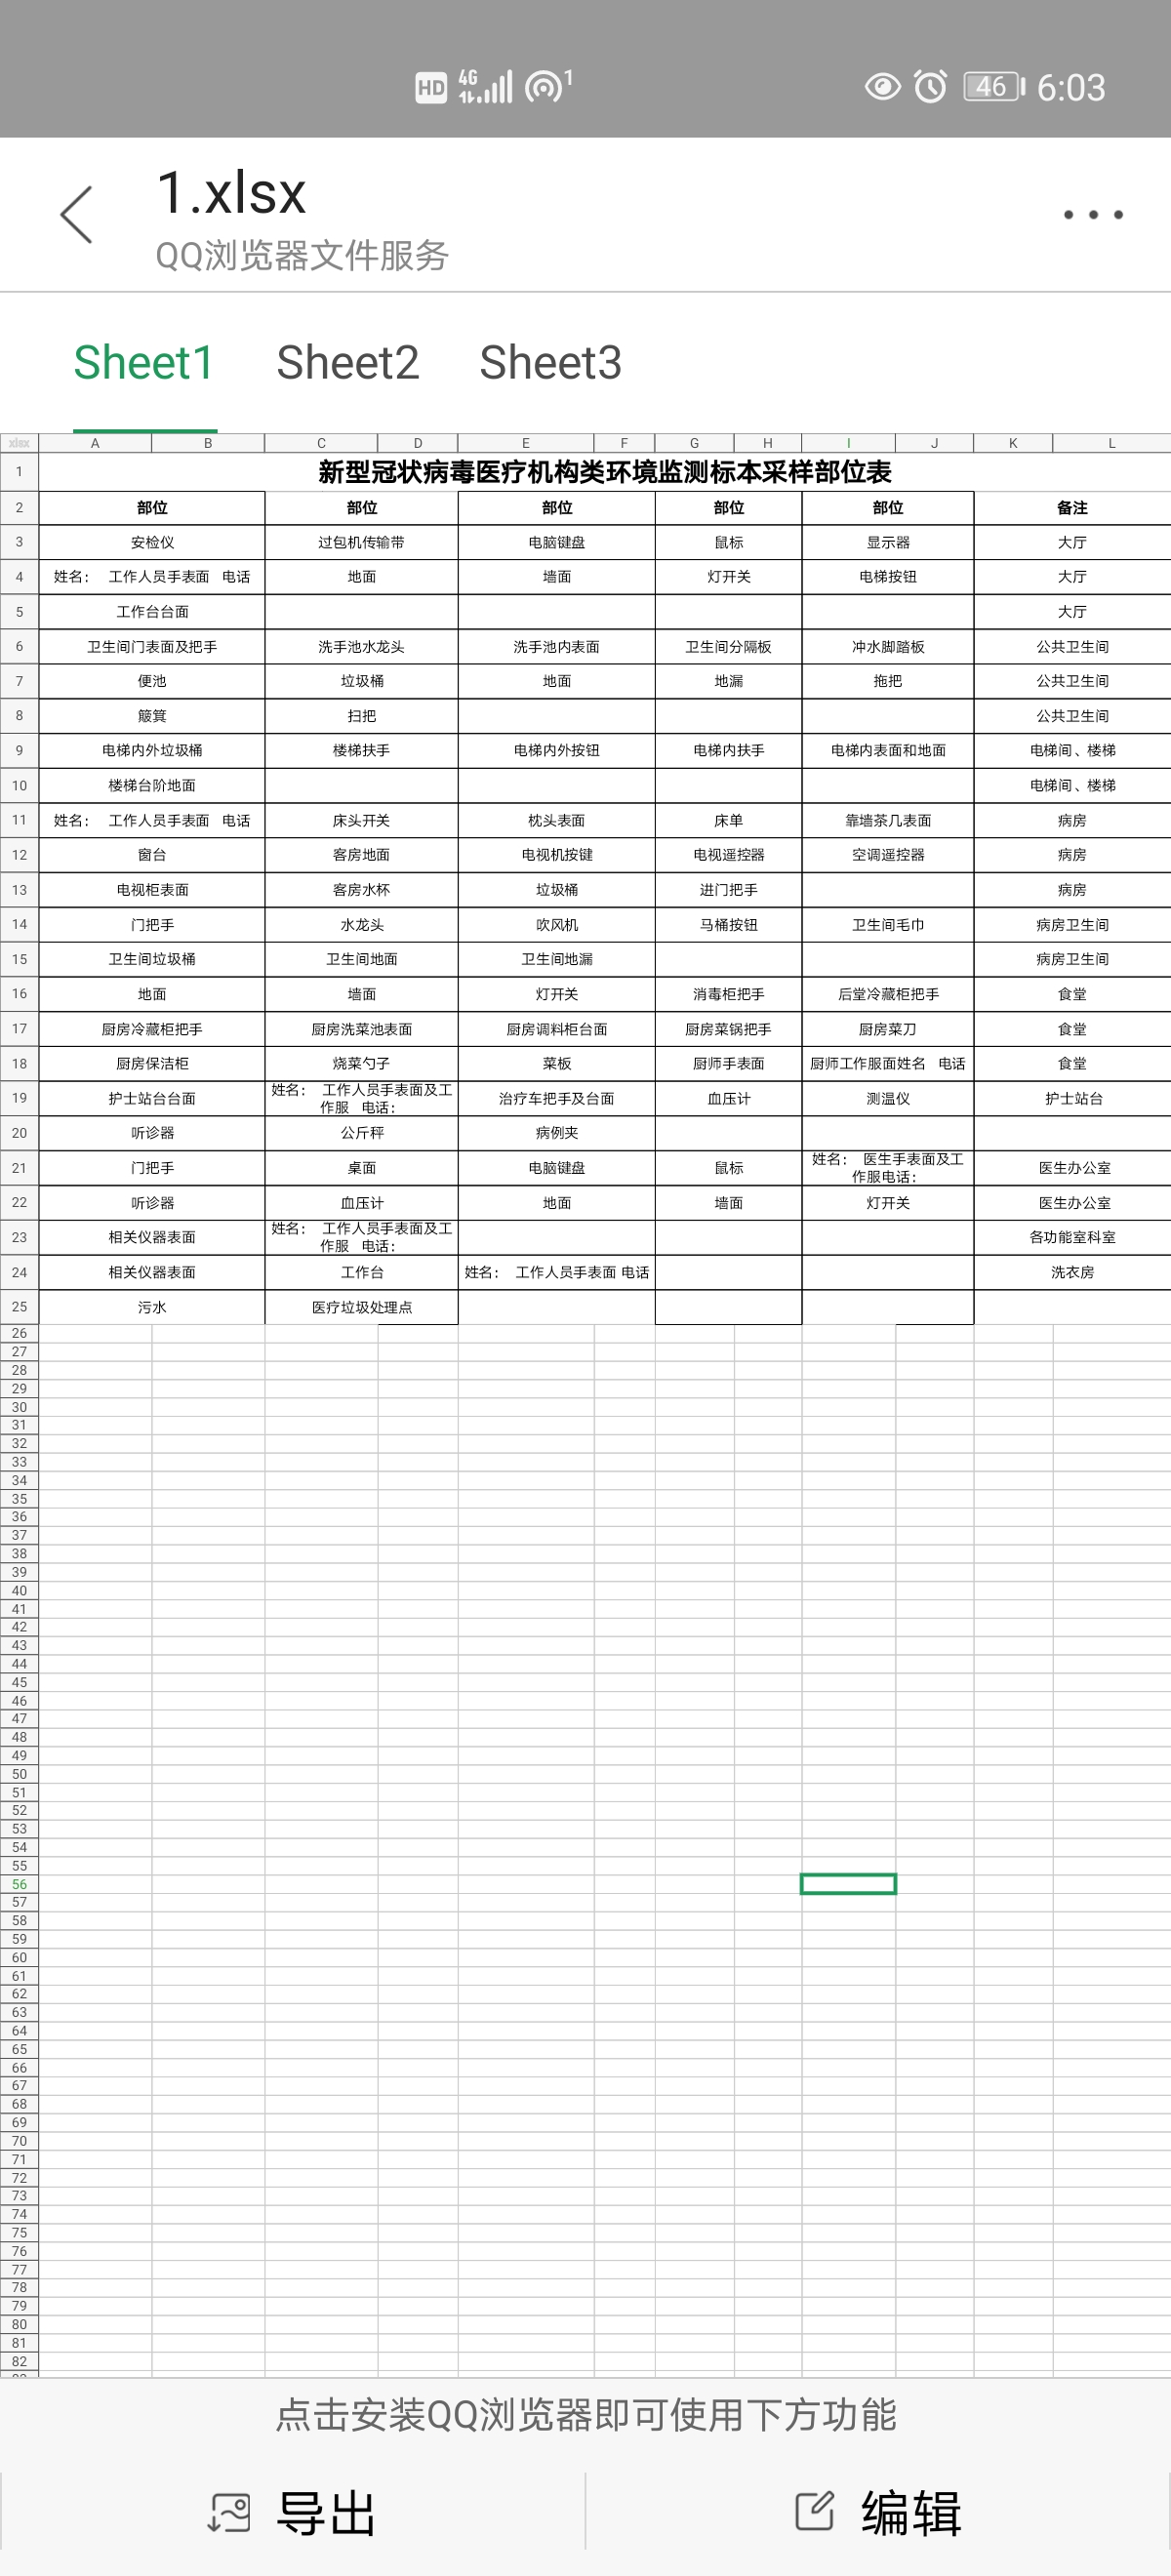 HD 4G 1 46 6:03
1.xlsx
QQ浏览器文件服务
Sheet1 Sheet2 Sheet3
xlsx A B C D E F G H I J K L
1 新型冠状病毒医疗机构类环境监测标本采样部位表
2 部位 部位 部位 部位 部位 备注
3 安检仪 过包机传输带 电脑键盘 鼠标 显示器 大厅
4 姓名： 工作人员手表面 电话 地面 墙面 灯开关 电梯按钮 大厅
5 工作台台面 大厅
6 卫生间门表面及把手 洗手池水龙头 洗手池内表面 卫生间分隔板 冲水脚踏板 公共卫生间
7 便池 垃圾桶 地面 地漏 拖把 公共卫生间
8 簸箕 扫把 公共卫生间
9 电梯内外垃圾桶 楼梯扶手 电梯内外按钮 电梯内扶手 电梯内表面和地面 电梯间、楼梯
10 楼梯台阶地面 电梯间、楼梯
11 姓名： 工作人员手表面 电话 床头开关 枕头表面 床单 靠墙茶几表面 病房
12 窗台 客房地面 电视机按键 电视遥控器 空调遥控器 病房
13 电视柜表面 客房水杯 垃圾桶 进门把手 病房
14 门把手 水龙头 吹风机 马桶按钮 卫生间毛巾 病房卫生间
15 卫生间垃圾桶 卫生间地面 卫生间地漏 病房卫生间
16 地面 墙面 灯开关 消毒柜把手 后堂冷藏柜把手 食堂
17 厨房冷藏柜把手 厨房洗菜池表面 厨房调料柜台面 厨房菜锅把手 厨房菜刀 食堂
18 厨房保洁柜 烧菜勺子 菜板 厨师手表面 厨师工作服面姓名 电话 食堂
19 护士站台台面 姓名： 工作人员手表面及工作服 电话： 治疗车把手及台面 血压计 测温仪 护士站台
20 听诊器 公斤秤 病例夹
21 门把手 桌面 电脑键盘 鼠标 姓名： 医生手表面及工作服电话： 医生办公室
22 听诊器 血压计 地面 墙面 灯开关 医生办公室
23 相关仪器表面 姓名： 工作人员手表面及工作服 电话： 各功能室科室
24 相关仪器表面 工作台 姓名： 工作人员手表面 电话 洗衣房
25 污水 医疗垃圾处理点
26
27
28
29
30
31
32
33
34
35
36
37
38
39
40
41
42
43
44
45
46
47
48
49
50
51
52
53
54
55
56
57
58
59
60
61
62
63
64
65
66
67
68
69
70
71
72
73
74
75
76
77
78
79
80
81
82
点击安装QQ浏览器即可使用下方功能
导出 编辑